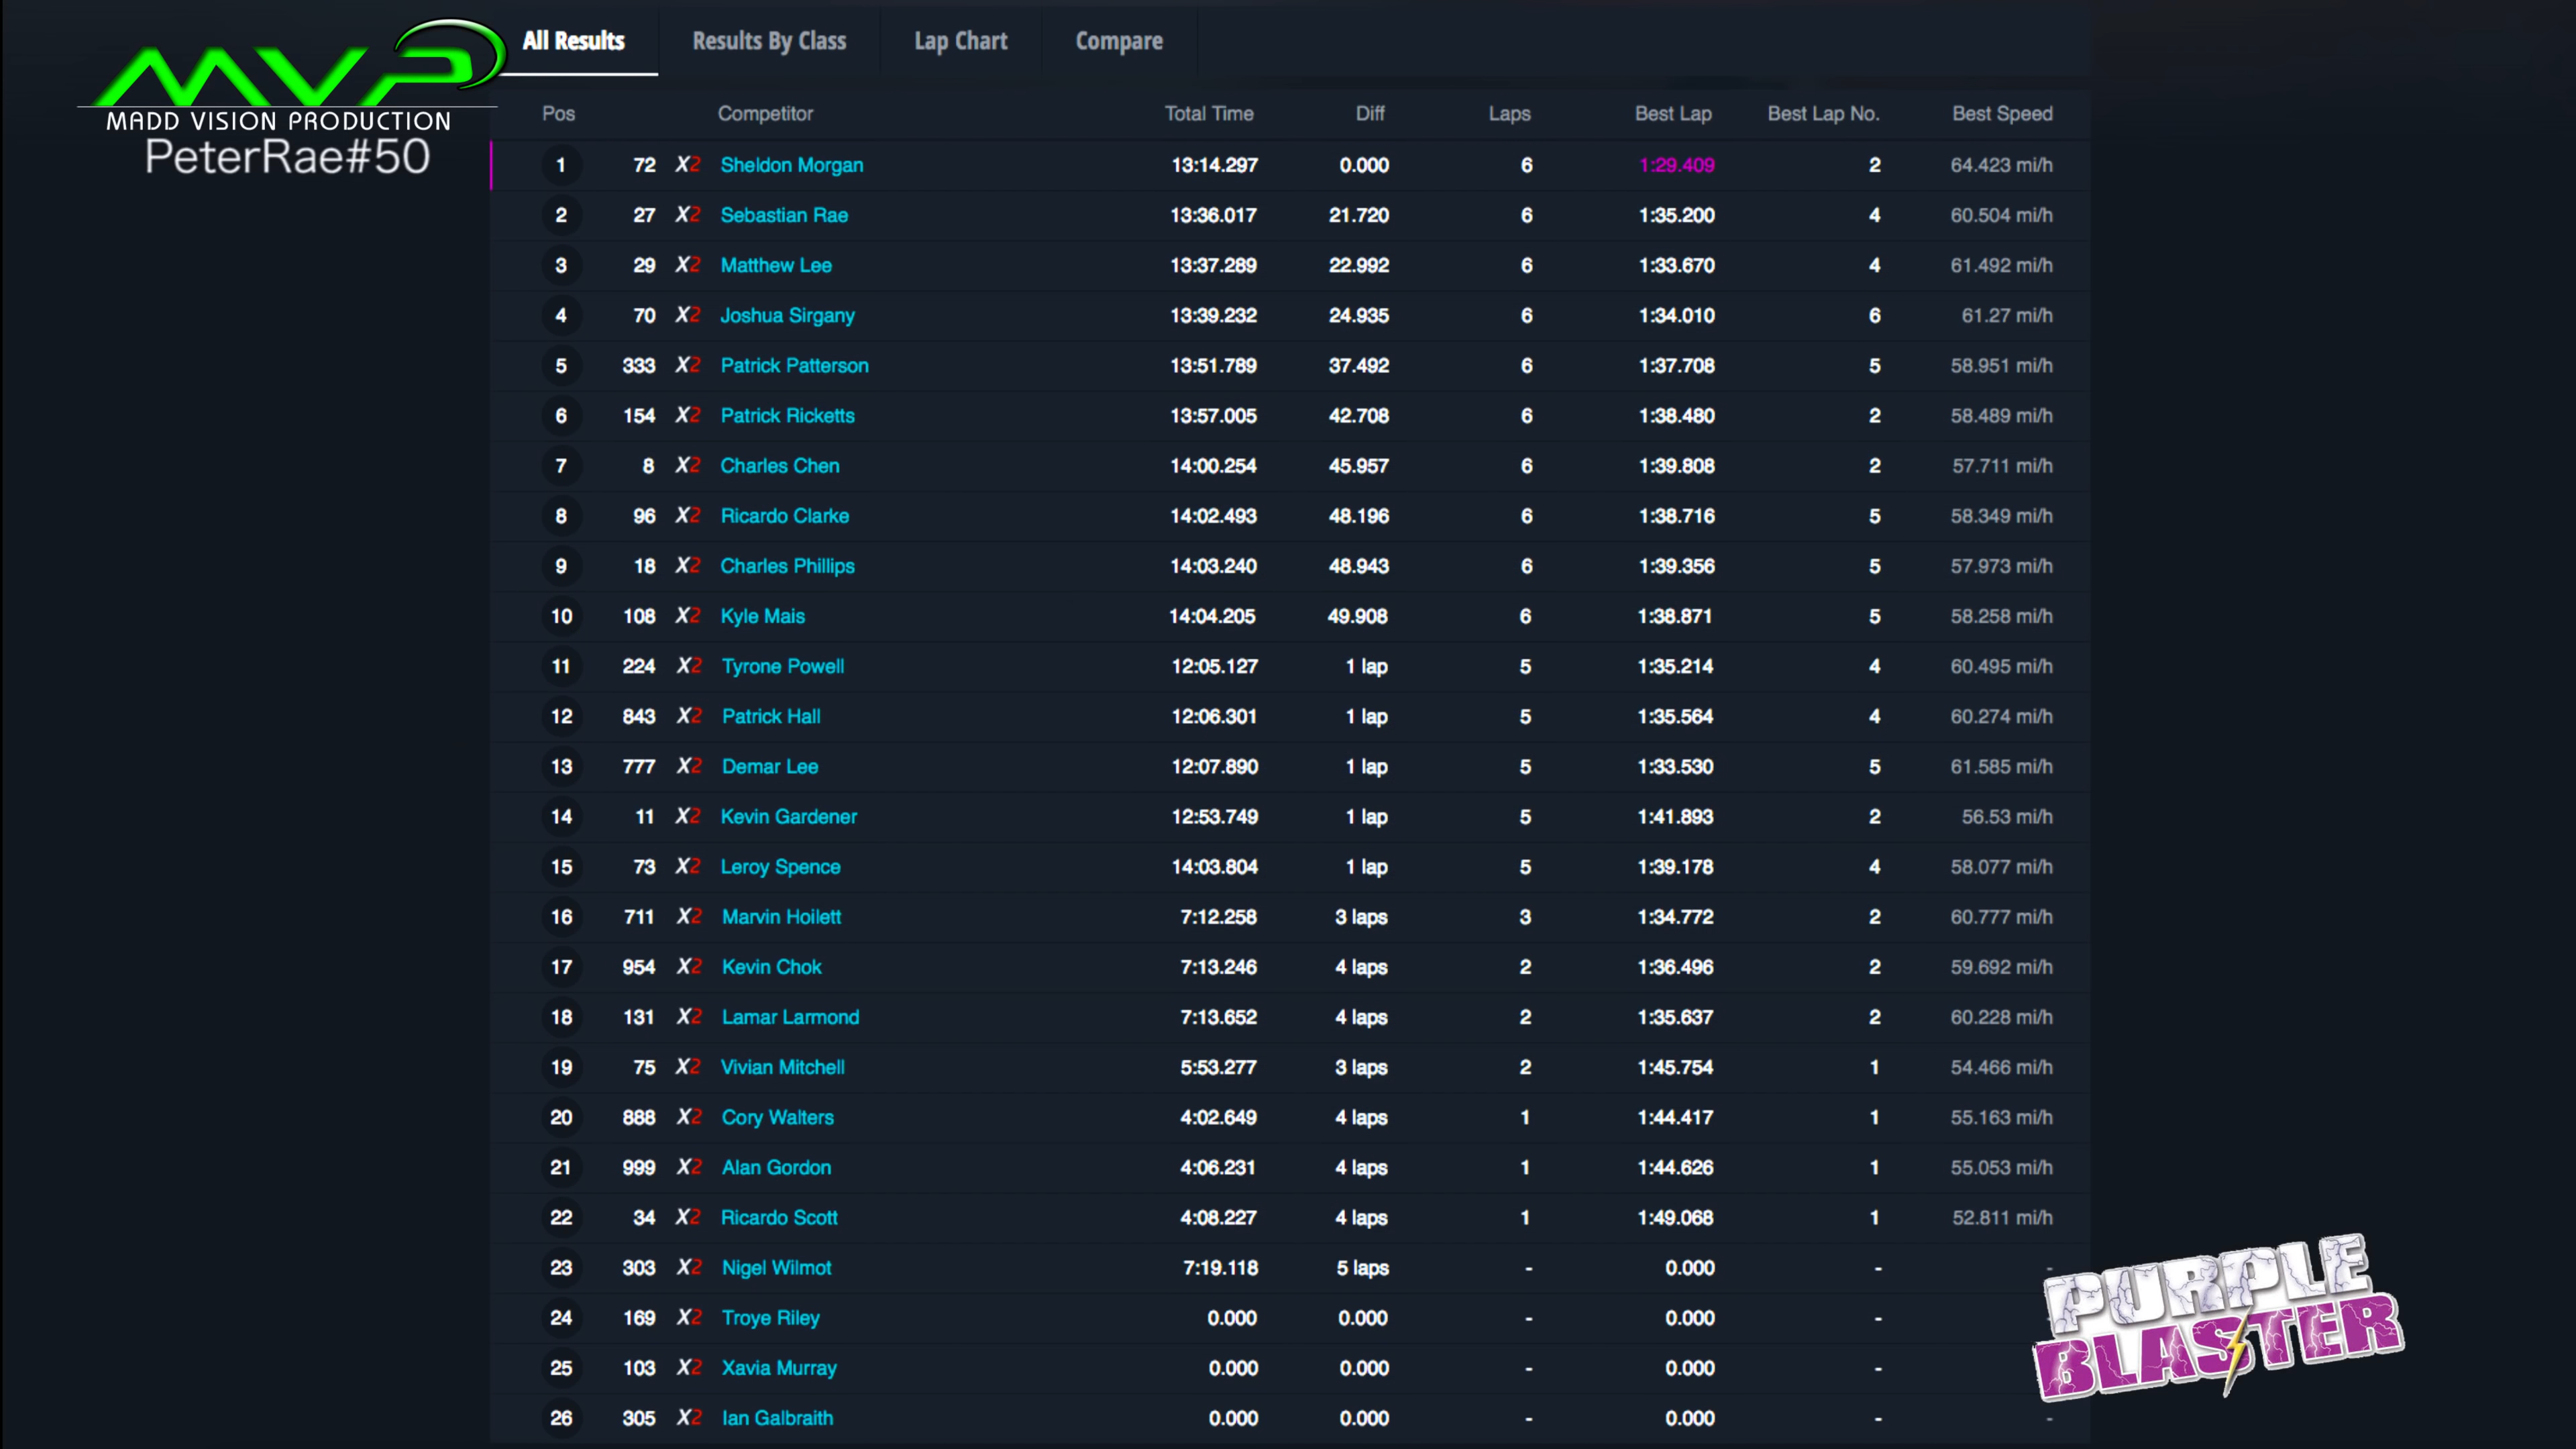 MVP
MADD VISION PRODUCTION
PeterRae#50
All Results Results By Class Lap Chart Compare
Pos Competitor Total Time Diff Laps Best Lap Best Lap No. Best Speed
1 72 X2 Sheldon Morgan 13:14.297 0.000 6 1:29.409 2 64.423 mi/h
2 27 X2 Sebastian Rae 13:36.017 21.720 6 1:35.200 4 60.504 mi/h
3 29 X2 Matthew Lee 13:37.289 22.992 6 1:33.670 4 61.492 mi/h
4 70 X2 Joshua Sirgany 13:39.232 24.935 6 1:34.010 6 61.27 mi/h
5 333 X2 Patrick Patterson 13:51.789 37.492 6 1:37.708 5 58.951 mi/h
6 154 X2 Patrick Ricketts 13:57.005 42.708 6 1:38.480 2 58.489 mi/h
7 8 X2 Charles Chen 14:00.254 45.957 6 1:39.808 2 57.711 mi/h
8 96 X2 Ricardo Clarke 14:02.493 48.196 6 1:38.716 5 58.349 mi/h
9 18 X2 Charles Phillips 14:03.240 48.943 6 1:39.356 5 57.973 mi/h
10 108 X2 Kyle Mais 14:04.205 49.908 6 1:38.871 5 58.258 mi/h
11 224 X2 Tyrone Powell 12:05.127 1 lap 5 1:35.214 4 60.495 mi/h
12 843 X2 Patrick Hall 12:06.301 1 lap 5 1:35.564 4 60.274 mi/h
13 777 X2 Demar Lee 12:07.890 1 lap 5 1:33.530 5 61.585 mi/h
14 11 X2 Kevin Gardener 12:53.749 1 lap 5 1:41.893 2 56.53 mi/h
15 73 X2 Leroy Spence 14:03.804 1 lap 5 1:39.178 4 58.077 mi/h
16 711 X2 Marvin Hoilett 7:12.258 3 laps 3 1:34.772 2 60.777 mi/h
17 954 X2 Kevin Chok 7:13.246 4 laps 2 1:36.496 2 59.692 mi/h
18 131 X2 Lamar Larmond 7:13.652 4 laps 2 1:35.637 2 60.228 mi/h
19 75 X2 Vivian Mitchell 5:53.277 3 laps 2 1:45.754 1 54.466 mi/h
20 888 X2 Cory Walters 4:02.649 4 laps 1 1:44.417 1 55.163 mi/h
21 999 X2 Alan Gordon 4:06.231 4 laps 1 1:44.626 1 55.053 mi/h
22 34 X2 Ricardo Scott 4:08.227 4 laps 1 1:49.068 1 52.811 mi/h
23 303 X2 Nigel Wilmot 7:19.118 5 laps - 0.000 - -
24 169 X2 Troye Riley 0.000 0.000 - 0.000 - -
25 103 X2 Xavia Murray 0.000 0.000 - 0.000 -
26 305 X2 Ian Galbraith 0.000 0.000 - 0.000 - -
PURPLE
BLASTER